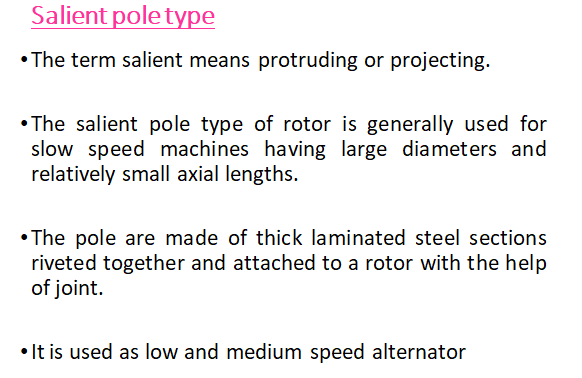 Salient pole type
•The term salient means protruding or projecting.
•The salient pole type of rotor is generally used for
slow speed machines having large diameters and
relatively small axial lengths.
•The pole are made of thick laminated steel sections
riveted together and attached to a rotor with the help
of joint.
•It is used as low and medium speed alternator